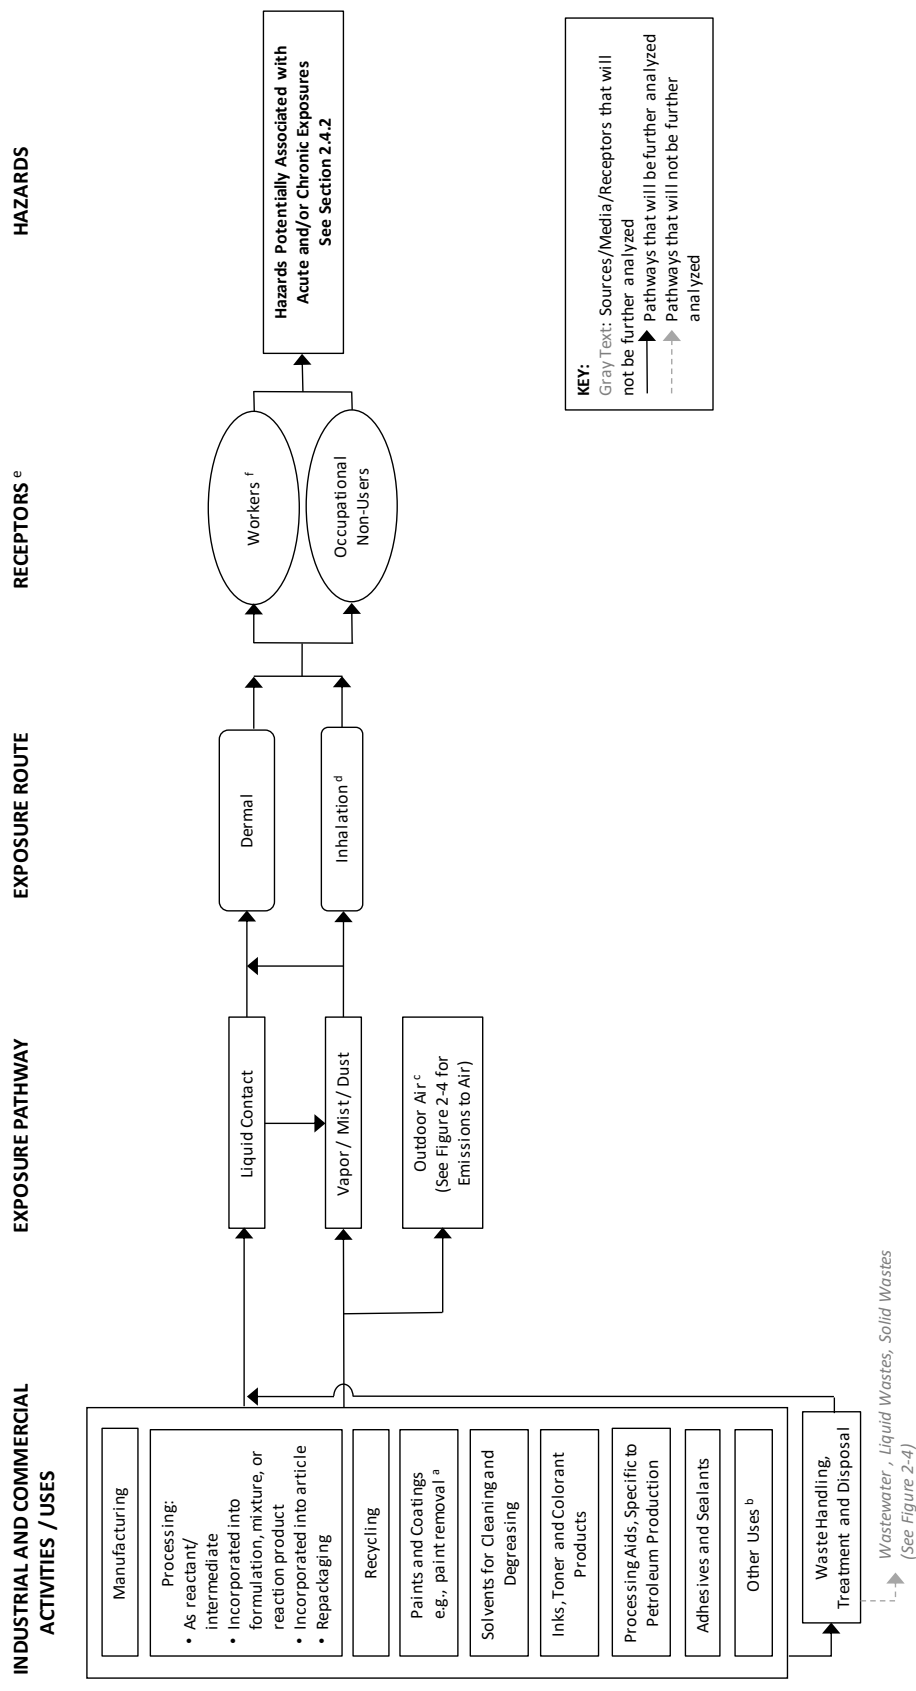 INDUSTRIAL AND COMMERCIAL
ACTIVITIES / USES
EXPOSURE PATHWAY
EXPOSURE ROUTE
RECEPTORS e
HAZARDS
Manufacturing
Processing:
• As reactant/
intermediate
• Incorporated into
formulation, mixture, or
reaction product
• Incorporated into article
• Repackaging
Recycling
Paints and Coatings
e.g., paint removal a
Solvents for Cleaning and
Degreasing
Inks, Toner and Colorant
Products
Processing Aids, Specific to
Petroleum Production
Adhesives and Sealants
Other Uses b
Waste Handling,
Treatment and Disposal
Wastewater , Liquid Wastes, Solid Wastes
(See Figure 2-4)
Liquid Contact
Vapor / Mist / Dust
Outdoor Air c
(See Figure 2-4 for
Emissions to Air)
Dermal
Inhalation d
Workers f
Occupational
Non-Users
Hazards Potentially Associated with
Acute and/or Chronic Exposures
See Section 2.4.2
KEY:
Gray Text: Sources/Media/Receptors that will
not be further analyzed
Pathways that will be further analyzed
Pathways that will not be further
analyzed